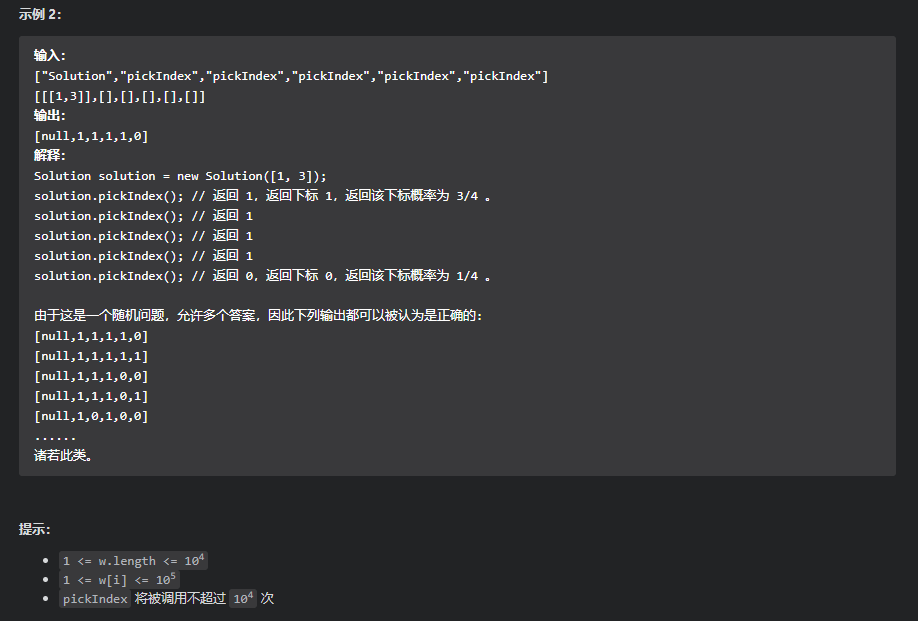 示例 2:
输入:
["Solution","pickIndex","pickIndex","pickIndex","pickIndex","pickIndex"]
[[[1,3]],[],[],[],[],[]]
输出:
[null,1,1,1,1,0]
解释:
Solution solution = new Solution([1, 3]);
solution.pickIndex(); // 返回 1，返回下标 1，返回该下标概率为 3/4 。
solution.pickIndex(); // 返回 1
solution.pickIndex(); // 返回 1
solution.pickIndex(); // 返回 1
solution.pickIndex(); // 返回 0，返回下标 0，返回该下标概率为 1/4 。
由于这是一个随机问题，允许多个答案，因此下列输出都可以被认为是正确的:
[null,1,1,1,1,0]
[null,1,1,1,1,1]
[null,1,1,1,0,0]
[null,1,1,1,0,1]
[null,1,0,1,0,0]
......
诸若此类。
提示:
1 <= w.length <= 10⁴
1 <= w[i] <= 10⁵
pickIndex 将被调用不超过 10⁴ 次